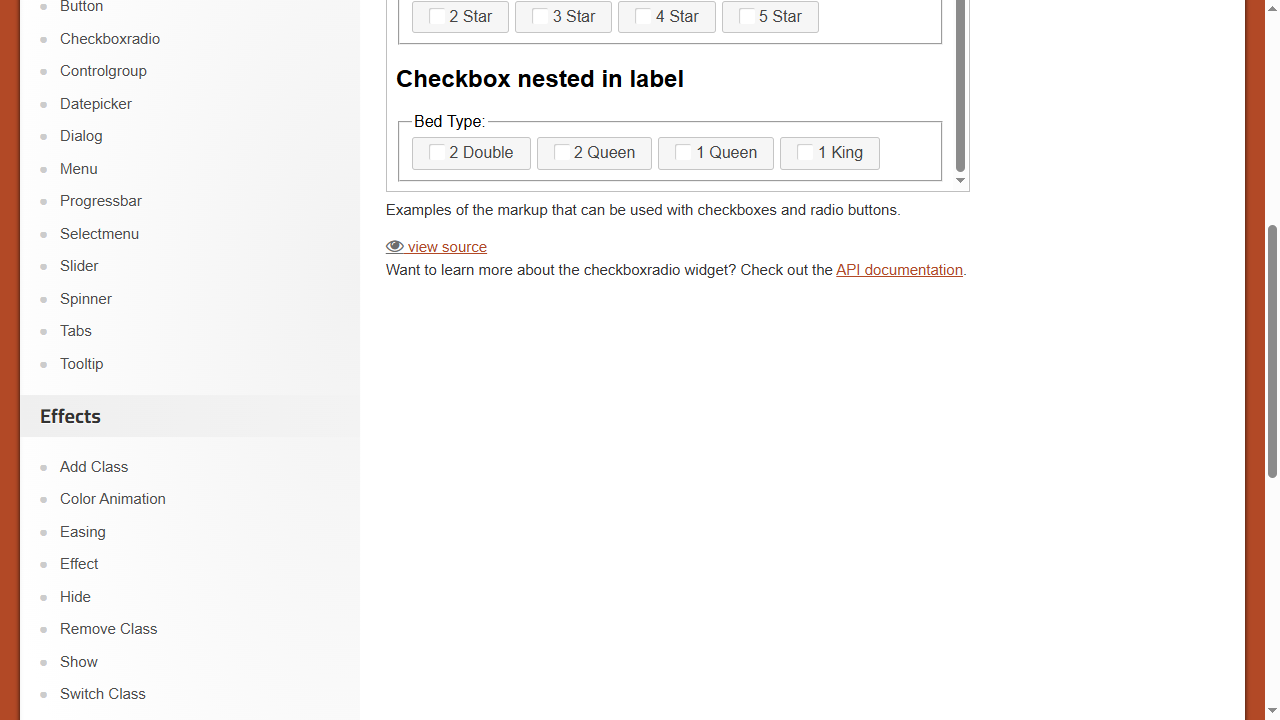 Button
Checkboxradio
Controlgroup
Datepicker
Dialog
Menu
Progressbar
Selectmenu
Slider
Spinner
Tabs
Tooltip
Effects
Add Class
Color Animation
Easing
Effect
Hide
Remove Class
Show
Switch Class
2 Star 3 Star 4 Star 5 Star
Checkbox nested in label
Bed Type:
2 Double 2 Queen 1 Queen 1 King
Examples of the markup that can be used with checkboxes and radio buttons.
view source
Want to learn more about the checkboxradio widget? Check out the API documentation.